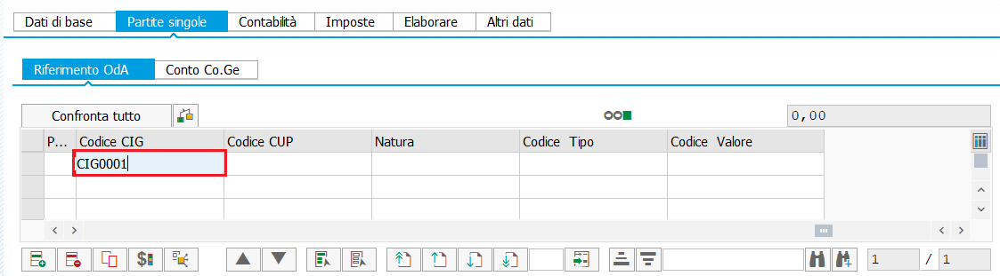 Dati di base Partite singole Contabilità Imposte Elaborare Altri dati
Riferimento OdA Conto Co.Ge
Confronta tutto 0,00
P... Codice CIG Codice CUP Natura Codice Tipo Codice Valore
CIG0001
1 / 1